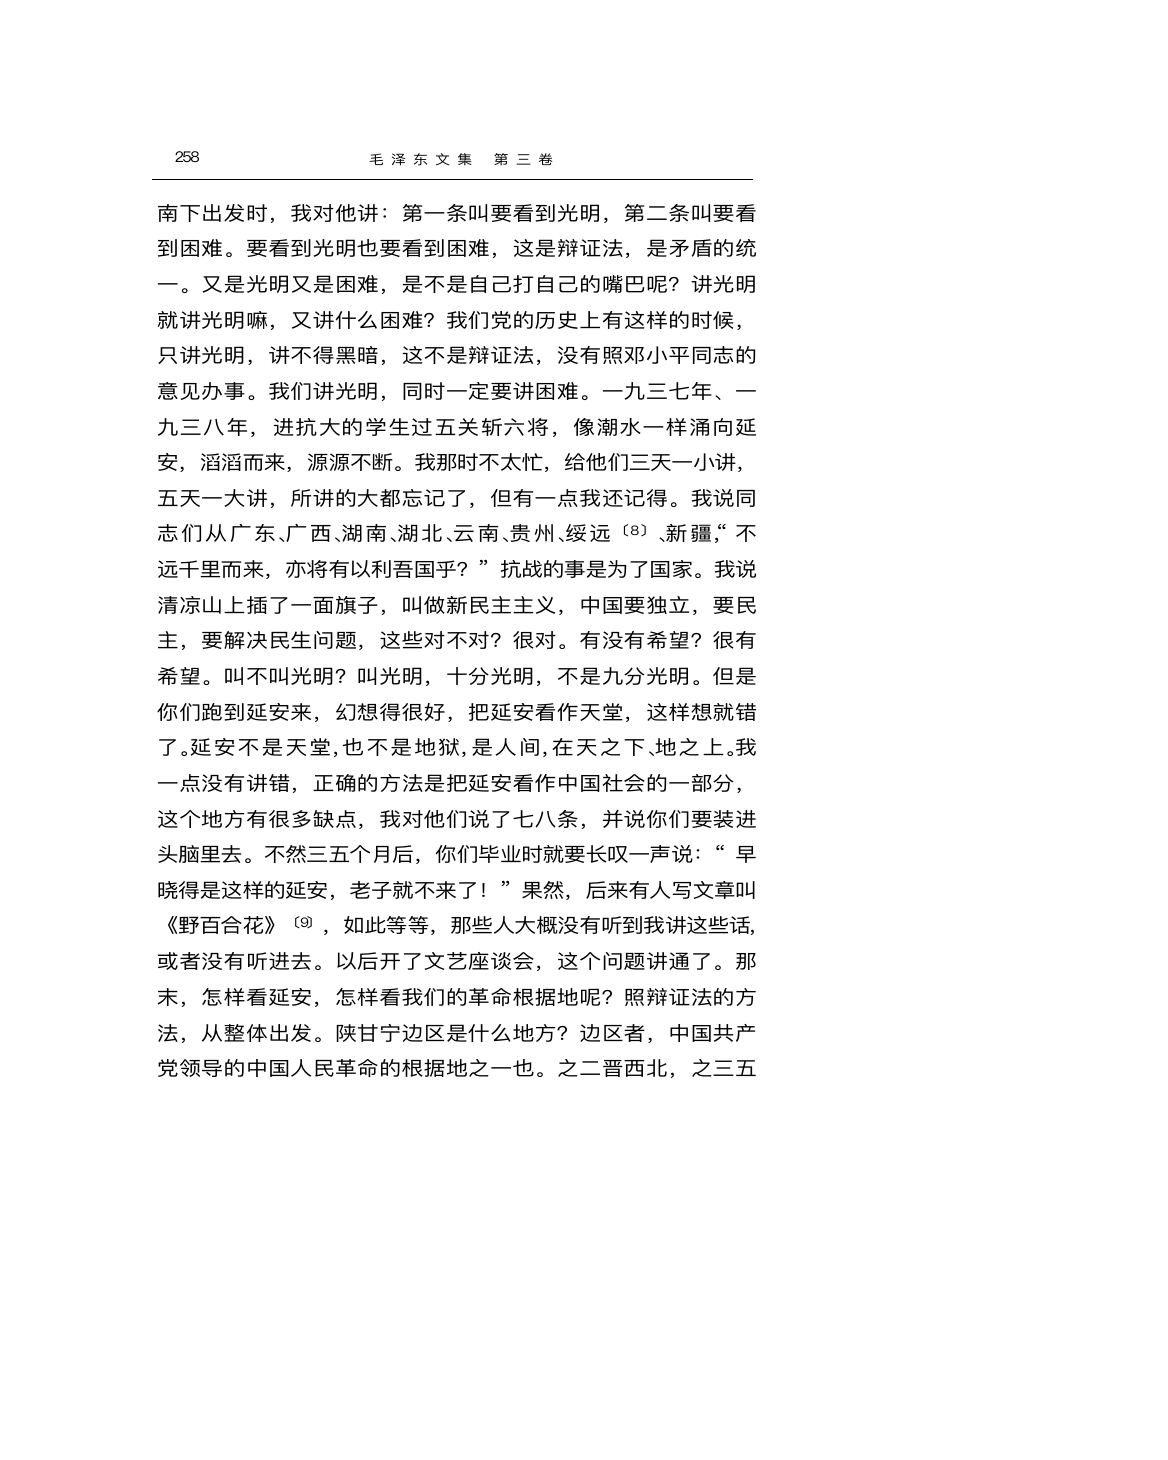 258
毛泽东文集 第三卷
南下出发时，我对他讲：第一条叫要看到光明，第二条叫要看
到困难。要看到光明也要看到困难，这是辩证法，是矛盾的统
一。又是光明又是困难，是不是自己打自己的嘴巴呢？讲光明
就讲光明嘛，又讲什么困难？我们党的历史上有这样的时候，
只讲光明，讲不得黑暗，这不是辩证法，没有照邓小平同志的
意见办事。我们讲光明，同时一定要讲困难。一九三七年、一
九三八年，进抗大的学生过五关斩六将，像潮水一样涌向延
安，滔滔而来，源源不断。我那时不太忙，给他们三天一小讲，
五天一大讲，所讲的大都忘记了，但有一点我还记得。我说同
志们从广东、广西、湖南、湖北、云南、贵州、绥远〔8〕、新疆，“不
远千里而来，亦将有以利吾国乎？”抗战的事是为了国家。我说
清凉山上插了一面旗子，叫做新民主主义，中国要独立，要民
主，要解决民生问题，这些对不对？很对。有没有希望？很有
希望。叫不叫光明？叫光明，十分光明，不是九分光明。但是
你们跑到延安来，幻想得很好，把延安看作天堂，这样想就错
了。延安不是天堂，也不是地狱，是人间，在天之下、地之上。我
一点没有讲错，正确的方法是把延安看作中国社会的一部分，
这个地方有很多缺点，我对他们说了七八条，并说你们要装进
头脑里去。不然三五个月后，你们毕业时就要长叹一声说：“早
晓得是这样的延安，老子就不来了！”果然，后来有人写文章叫
《野百合花》〔9〕，如此等等，那些人大概没有听到我讲这些话，
或者没有听进去。以后开了文艺座谈会，这个问题讲通了。那
末，怎样看延安，怎样看我们的革命根据地呢？照辩证法的方
法，从整体出发。陕甘宁边区是什么地方？边区者，中国共产
党领导的中国人民革命的根据地之一也。之二晋西北，之三五